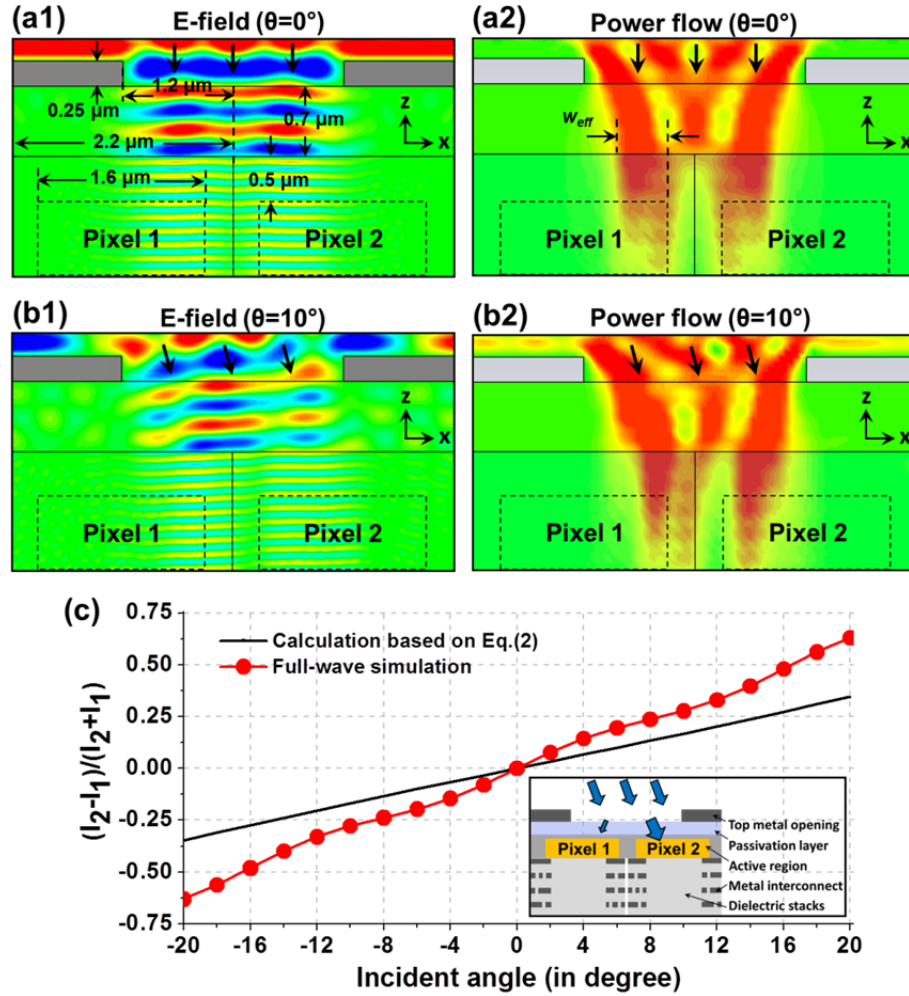 (a1) E-field (θ=0°)
(a2) Power flow (θ=0°)
1.2 μm
0.25 μm
0.7 μm
2.2 μm
1.6 μm
0.5 μm
z
x
Pixel 1
Pixel 2
w_eff
z
x
Pixel 1
Pixel 2
(b1) E-field (θ=10°)
(b2) Power flow (θ=10°)
z
x
Pixel 1
Pixel 2
z
x
Pixel 1
Pixel 2
(c)
Calculation based on Eq.(2)
Full-wave simulation
(I₂-I₁)/(I₂+I₁)
0.75
0.50
0.25
0.00
-0.25
-0.50
-0.75
Top metal opening
Passivation layer
Pixel 1
Pixel 2
Active region
Metal interconnect
Dielectric stacks
-20 -16 -12 -8 -4 0 4 8 12 16 20
Incident angle (in degree)